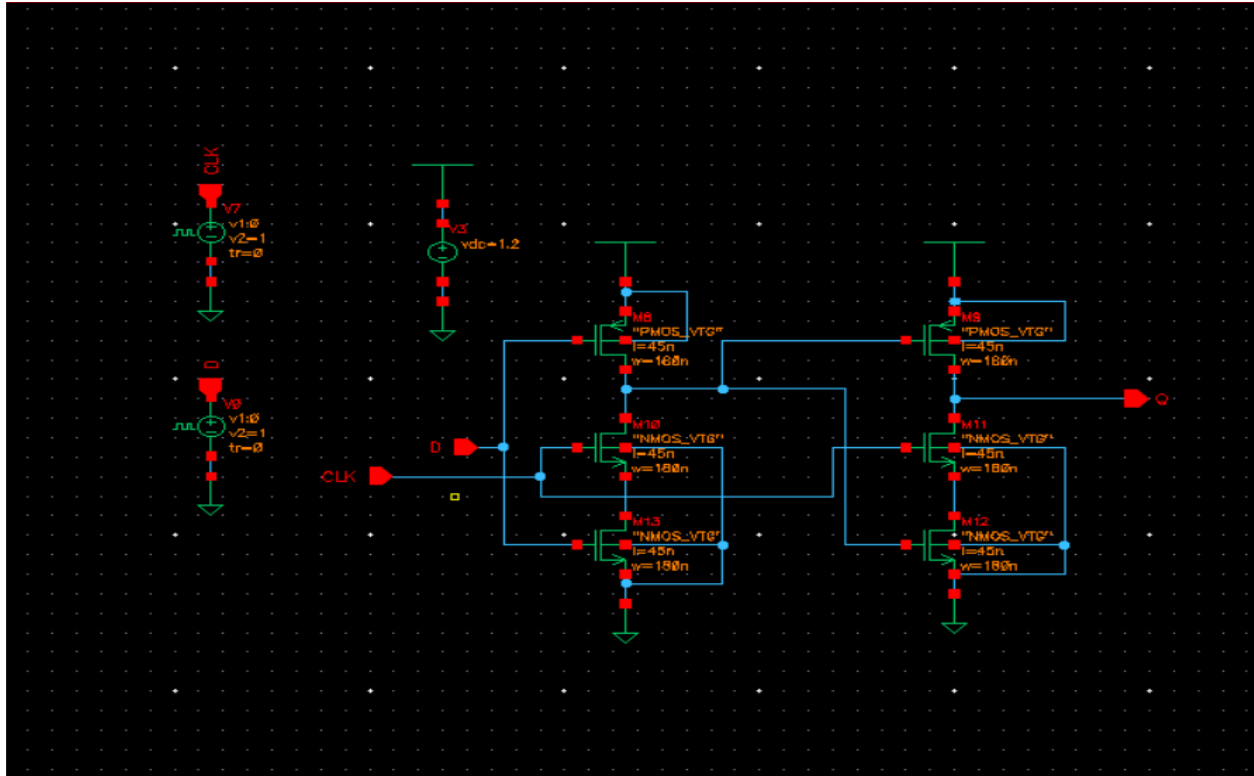 CLK
V7
v1:0
v2=1
tr=0
V3
vdc=1.2
D
V0
v1:0
v2=1
tr=0
M8
"PMOS_VTG"
l=45n
w=180n
M9
"PMOS_VTG"
l=45n
w=180n
Q
D
CLK
M10
"NMOS_VTG"
l=45n
w=180n
M11
"NMOS_VTG"
l=45n
w=180n
M13
"NMOS_VTG"
l=45n
w=180n
M12
"NMOS_VTG"
l=45n
w=180n